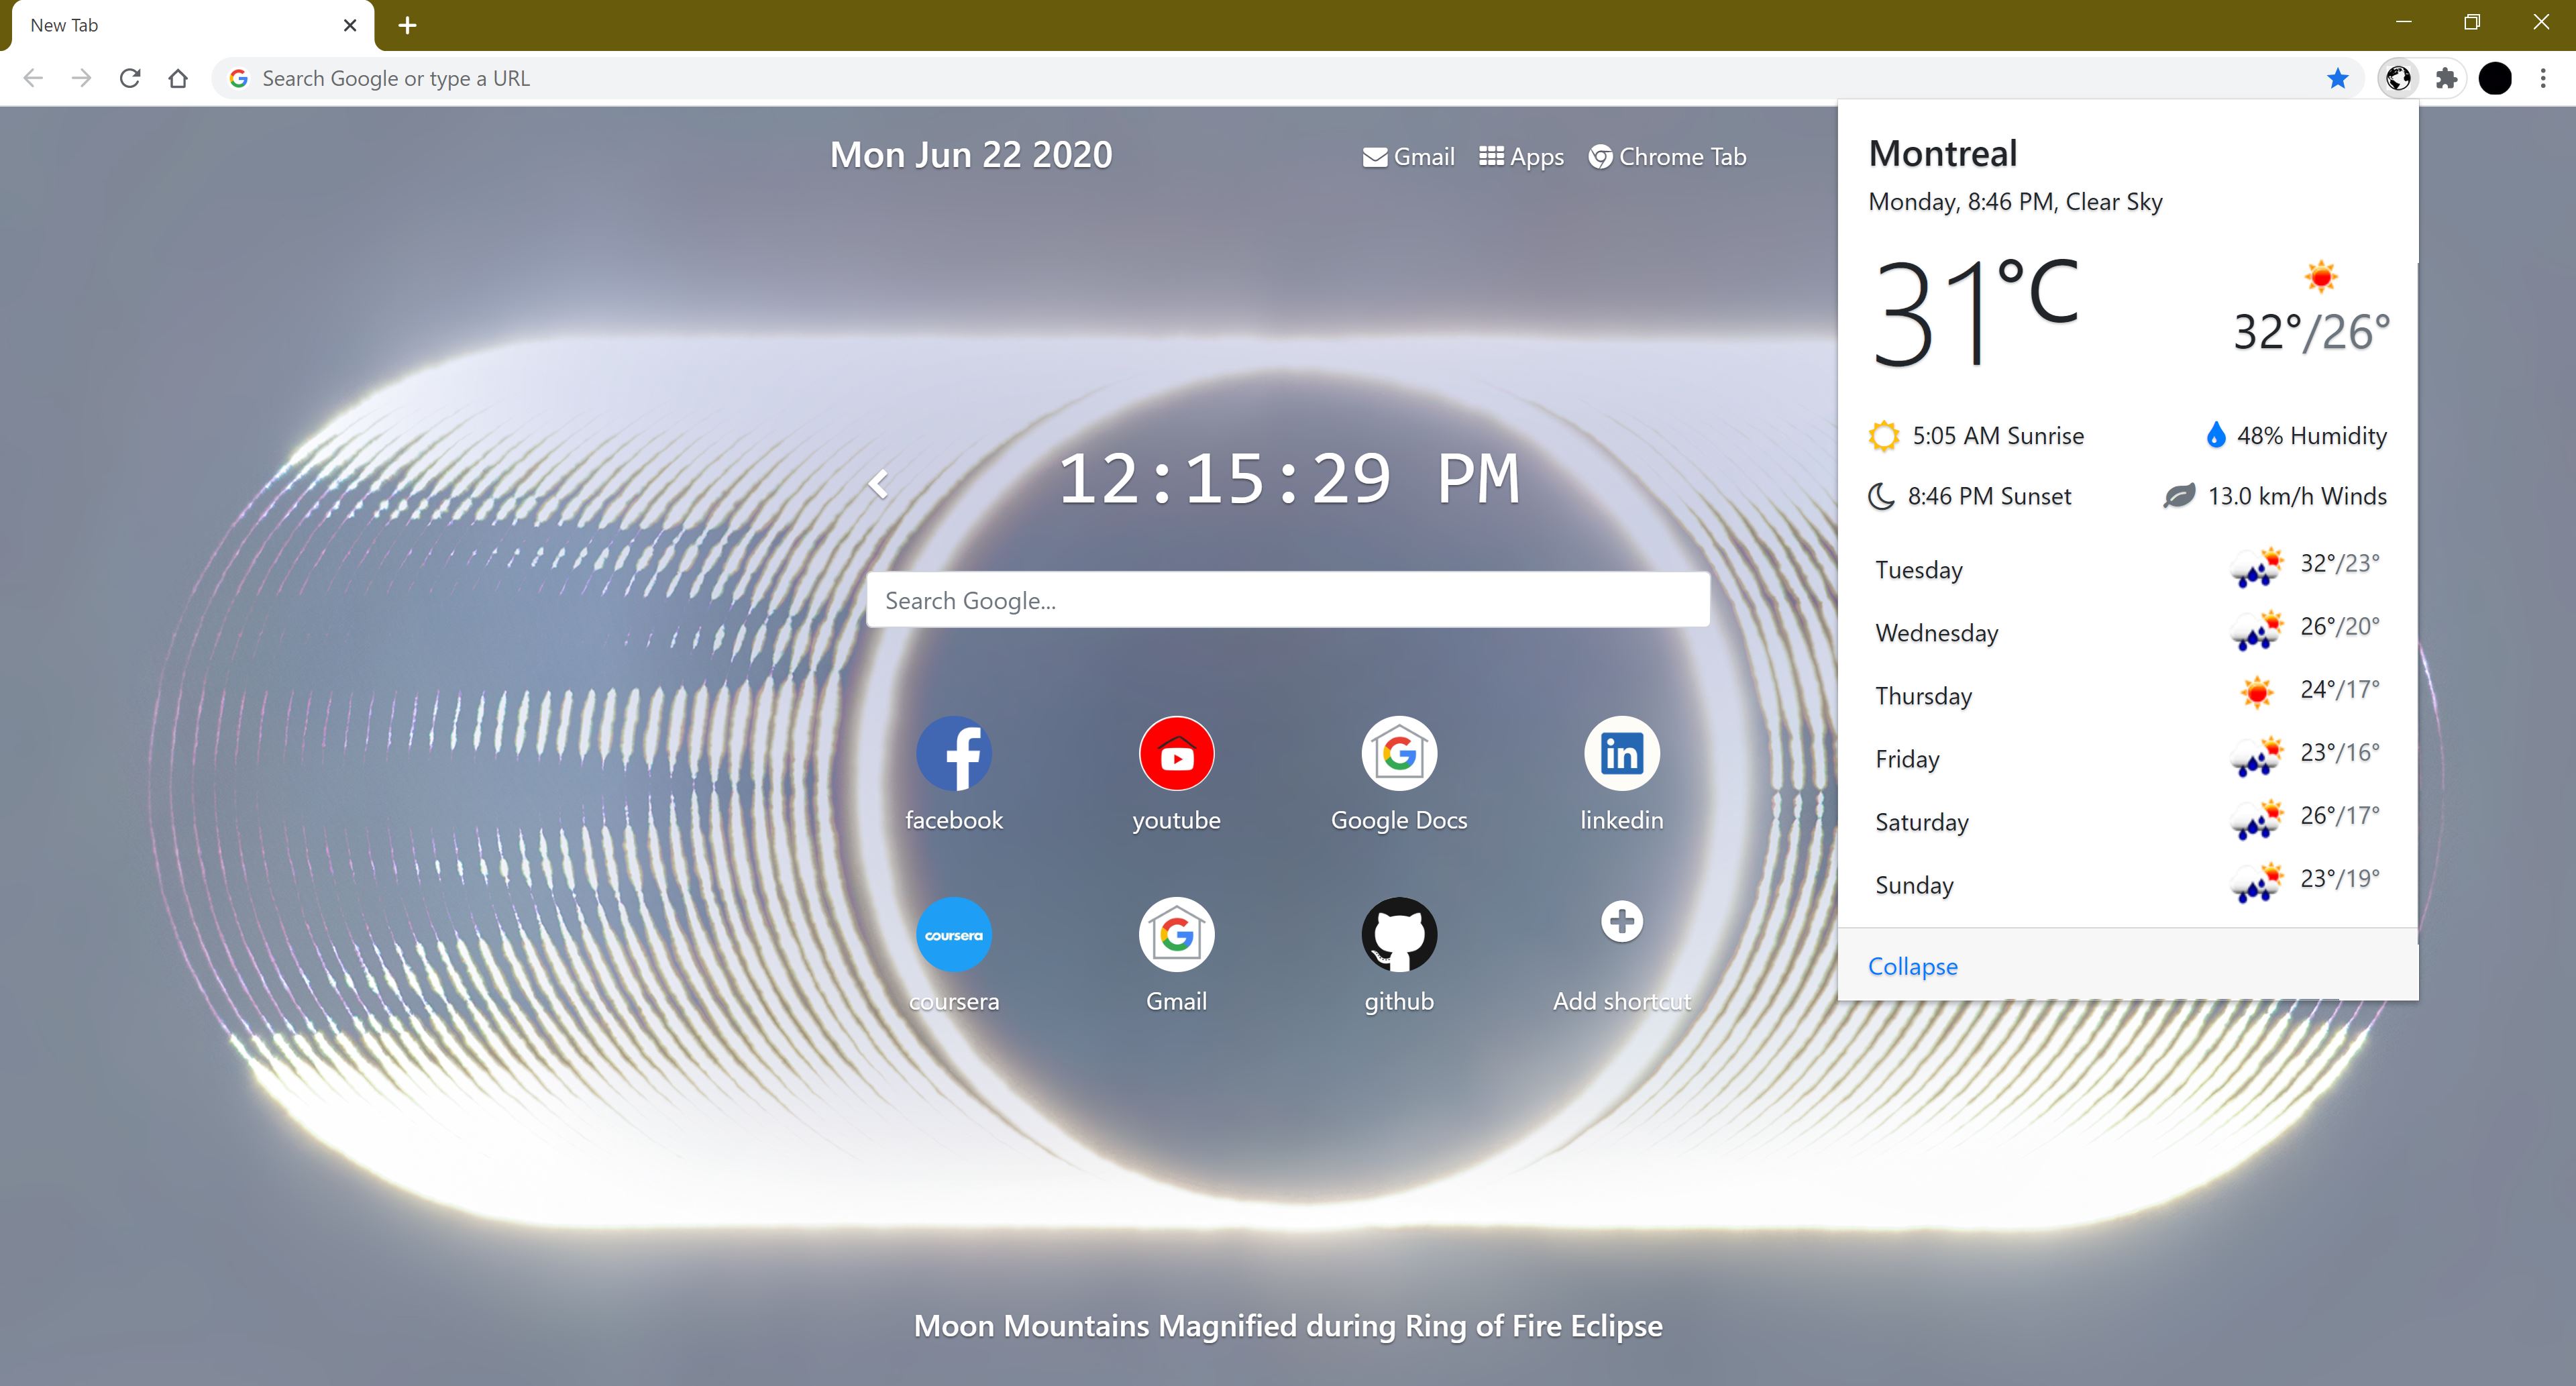 New Tab
Search Google or type a URL
Mon Jun 22 2020
Gmail Apps Chrome Tab
12:15:29 PM
Search Google...
facebook youtube Google Docs linkedin
in
coursera
coursera Gmail github Add shortcut
Moon Mountains Magnified during Ring of Fire Eclipse
Montreal
Monday, 8:46 PM, Clear Sky
31°C
32°/26°
5:05 AM Sunrise 48% Humidity
8:46 PM Sunset 13.0 km/h Winds
Tuesday 32°/23°
Wednesday 26°/20°
Thursday 24°/17°
Friday 23°/16°
Saturday 26°/17°
Sunday 23°/19°
Collapse